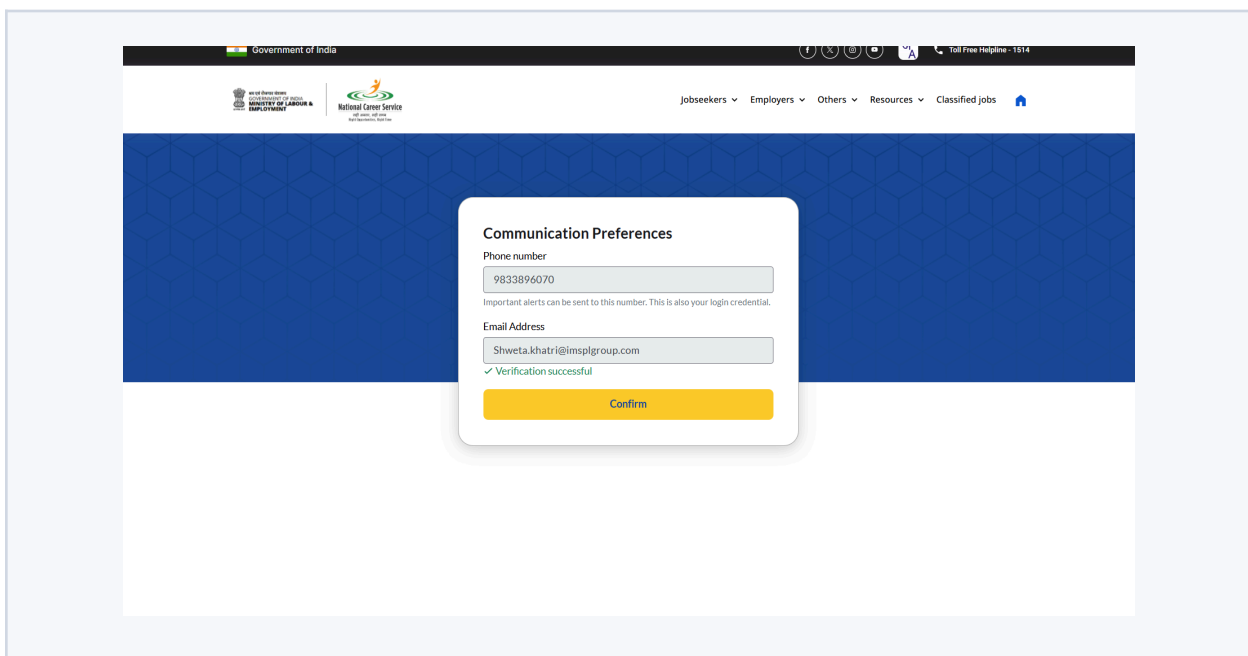 Government of India
Toll Free Helpline - 1514
GOVERNMENT OF INDIA
MINISTRY OF LABOUR &
EMPLOYMENT
National Career Service
Jobseekers
Employers
Others
Resources
Classified jobs
Communication Preferences
Phone number
9833896070
Important alerts can be sent to this number. This is also your login credential.
Email Address
Shweta.khatri@imsplgroup.com
✓ Verification successful
Confirm